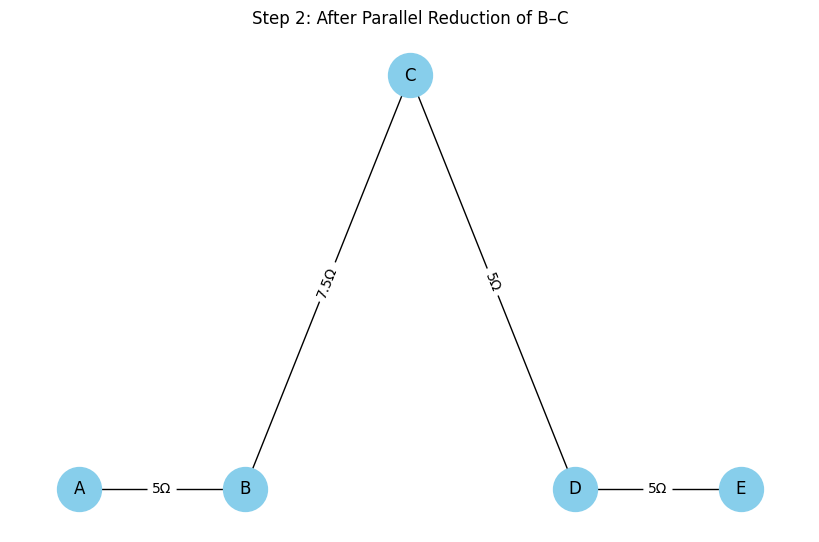 Step 2: After Parallel Reduction of B–C
C
7.5Ω
5Ω
A
5Ω
B
D
5Ω
E